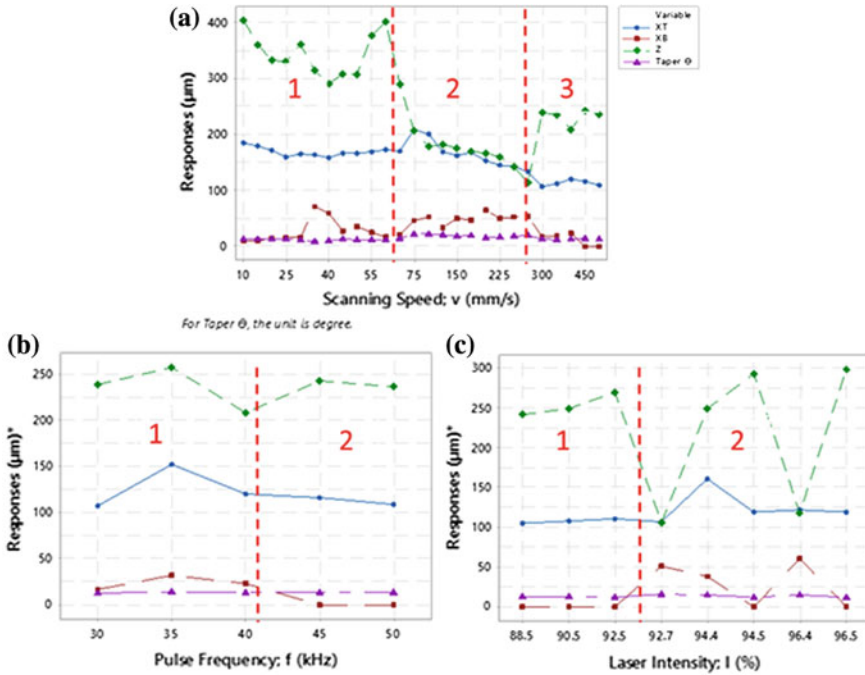 (a)
Variable
XT
XB
Z
Taper Θ
400
300
200
100
0
Responses (µm)
1
2
3
10 25 40 55 75 150 225 300 450
Scanning Speed; v (mm/s)
For Taper Θ, the unit is degree.
(b)
250
200
150
100
50
0
Responses (µm)*
1
2
30 35 40 45 50
Pulse Frequency; f (kHz)
(c)
300
250
200
150
100
50
0
Responses (µm)*
1
2
88.5 90.5 92.5 92.7 94.4 94.5 96.4 96.5
Laser Intensity; I (%)